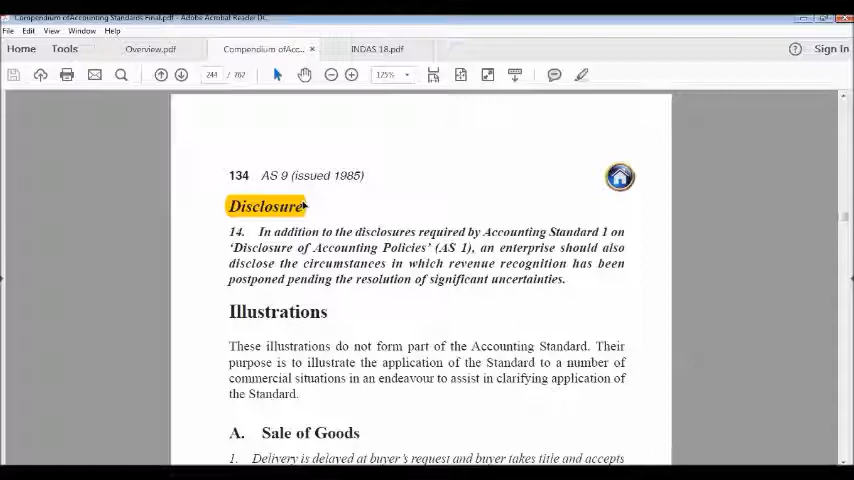 Compendium ofAccounting Standards Final.pdf - Adobe Acrobat Reader DC
File Edit View Window Help
Home Tools Overview.pdf Compendium ofAcc... × INDAS 18.pdf ? Sign In
244 / 762 125%
134 AS 9 (issued 1985)
Disclosure
14. In addition to the disclosures required by Accounting Standard 1 on
‘Disclosure of Accounting Policies’ (AS 1), an enterprise should also
disclose the circumstances in which revenue recognition has been
postponed pending the resolution of significant uncertainties.
Illustrations
These illustrations do not form part of the Accounting Standard. Their
purpose is to illustrate the application of the Standard to a number of
commercial situations in an endeavour to assist in clarifying application of
the Standard.
A. Sale of Goods
1. Delivery is delayed at buyer’s request and buyer takes title and accepts